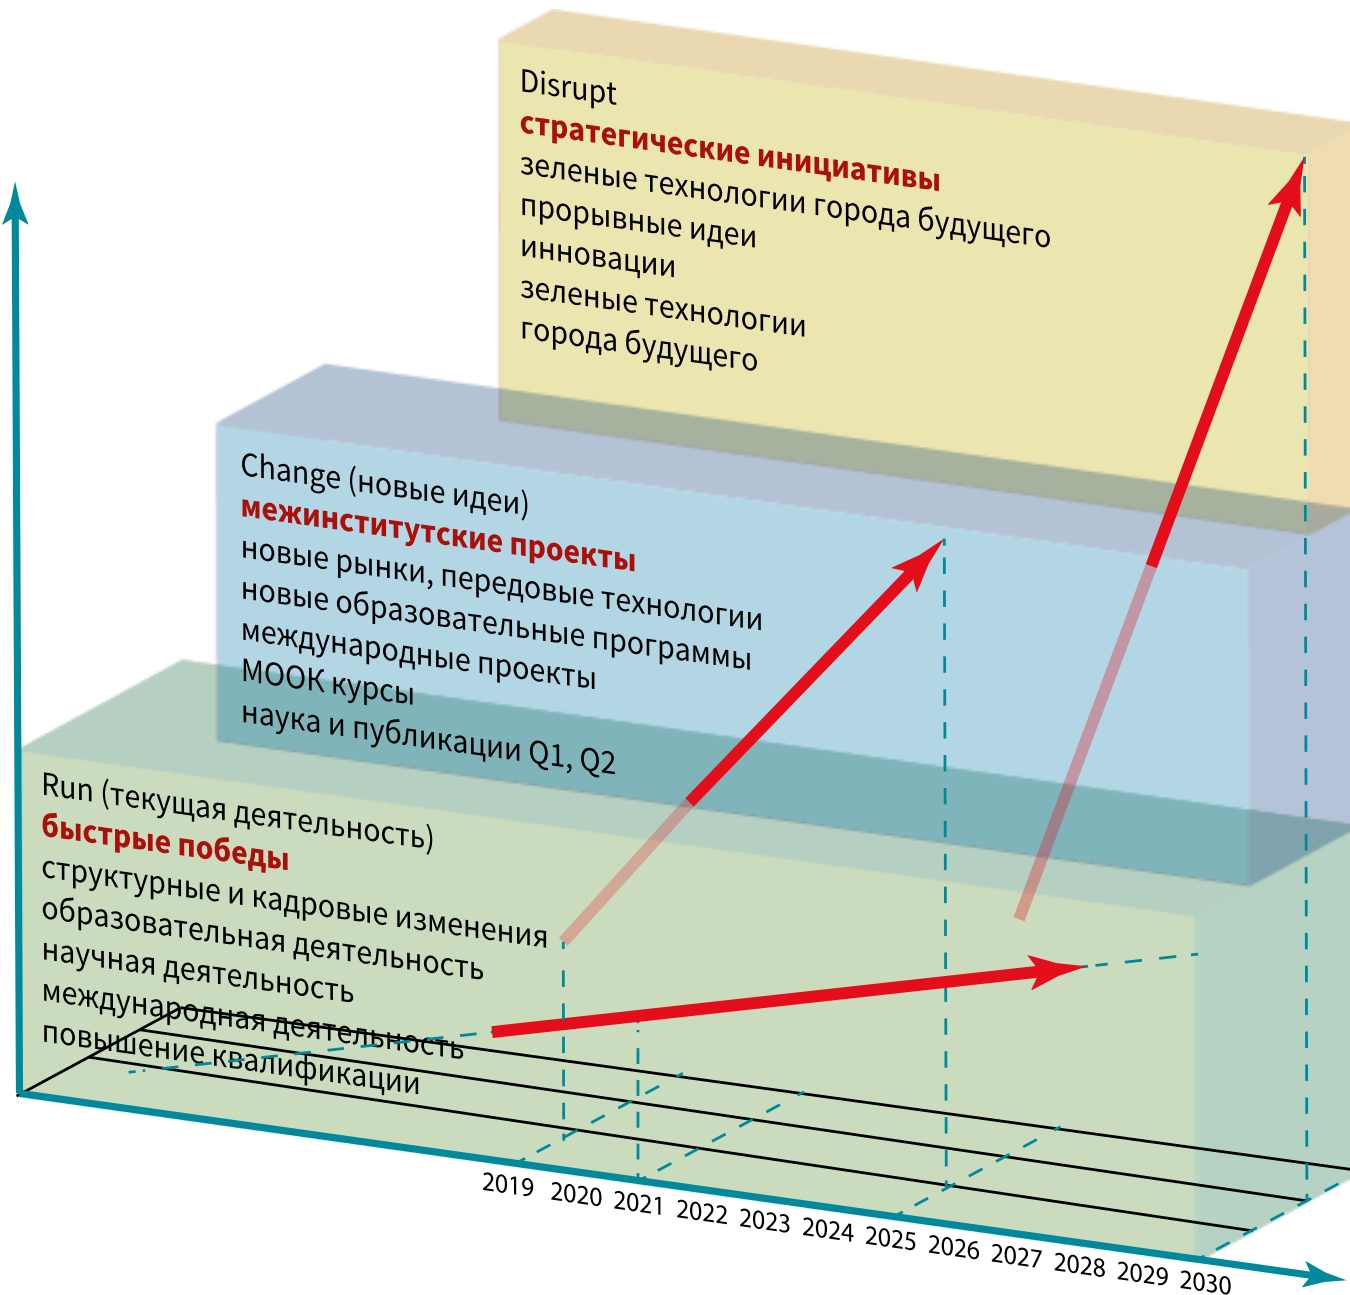 Disrupt
стратегические инициативы
зеленые технологии города будущего
прорывные идеи
инновации
зеленые технологии
города будущего
Change (новые идеи)
межинститутские проекты
новые рынки, передовые технологии
новые образовательные программы
международные проекты
МООК курсы
наука и публикации Q1, Q2
Run (текущая деятельность)
быстрые победы
структурные и кадровые изменения
образовательная деятельность
научная деятельность
международная деятельность
повышение квалификации
2019 2020 2021 2022 2023 2024 2025 2026 2027 2028 2029 2030